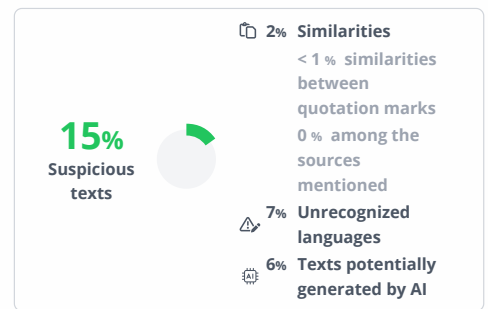 15%
Suspicious
texts
2% Similarities
< 1 % similarities
between
quotation marks
0 % among the
sources
mentioned
7% Unrecognized
languages
AI
6% Texts potentially
generated by AI